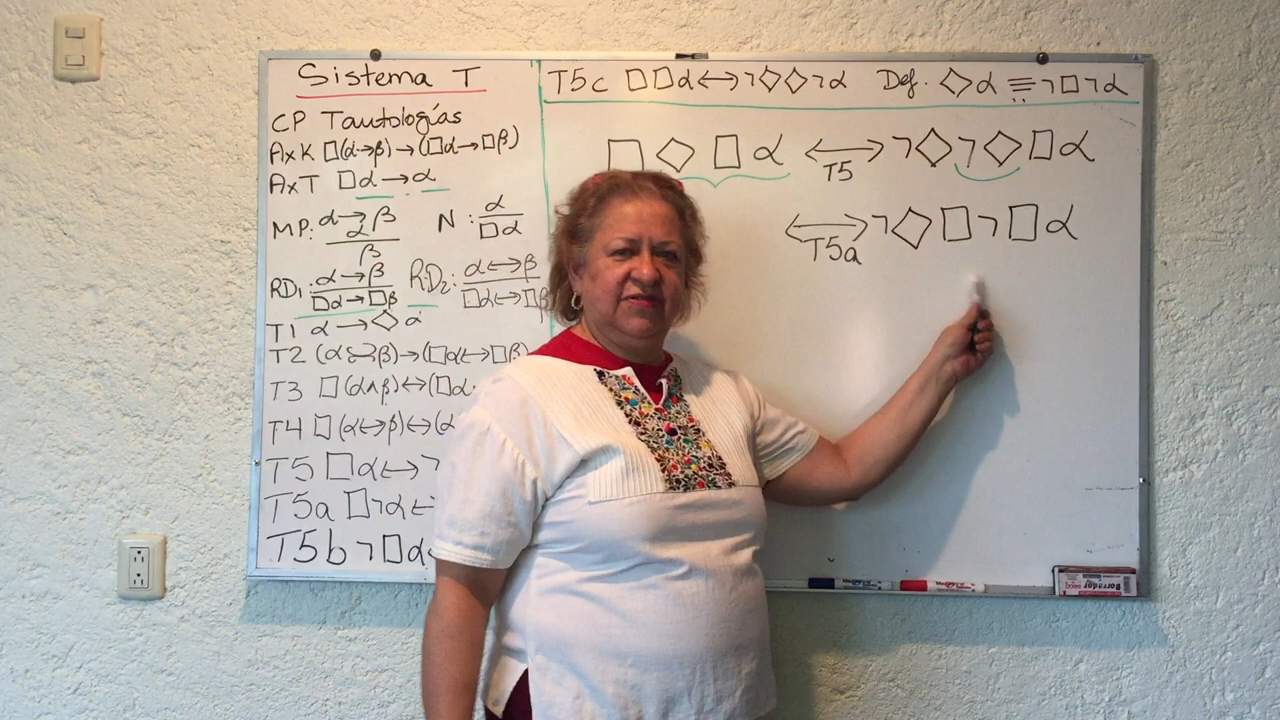 Sistema T
CP Tautologías
AxK □(α→β)→(□α→□β)
AxT □α→α
MP: α→β
α
β
N: α
□α
RD1: α→β
□α→□β
RD2: α↔β
□α↔□β
T1 α→◇α
T2 (α⥽β)→(□α↔□β)
T3 □(α∧β)↔(□α
T4 □(α↔β)↔(α
T5 □α↔¬
T5a □¬α↔
T5b ¬□α
T5c □□α↔¬◇◇¬α Def. ◇α ≡ ¬□¬α
□◇□α ↔ ¬◇¬◇□α
T5
↔ ¬◇□¬□α
T5a
Borrador